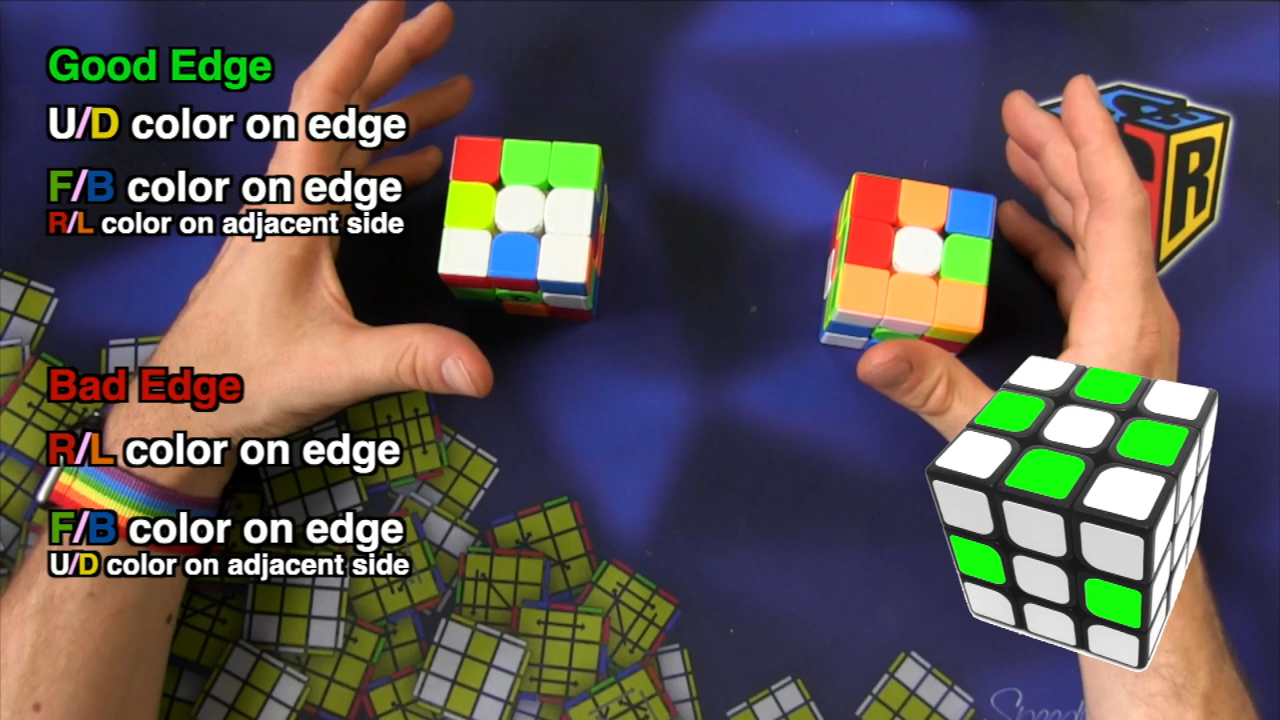 Good Edge
U/D color on edge
F/B color on edge
R/L color on adjacent side
Bad Edge
R/L color on edge
F/B color on edge
U/D color on adjacent side
R
Speed